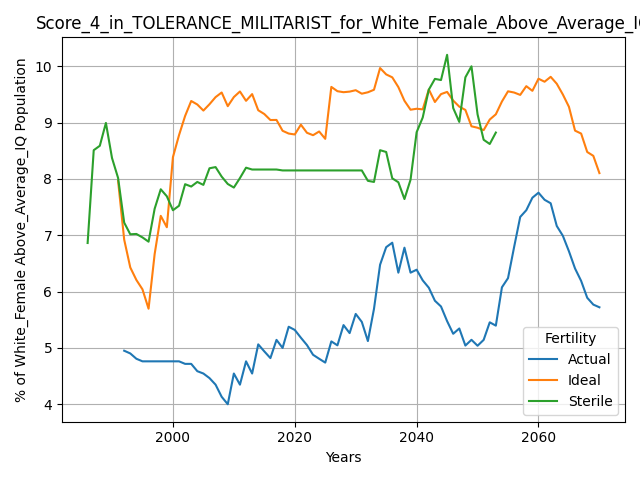 Score_4_in_TOLERANCE_MILITARIST_for_White_Female_Above_Average_IQ
% of White_Female Above_Average_IQ Population
10
9
8
7
6
5
4
2000
2020
2040
2060
Years
Fertility
Actual
Ideal
Sterile